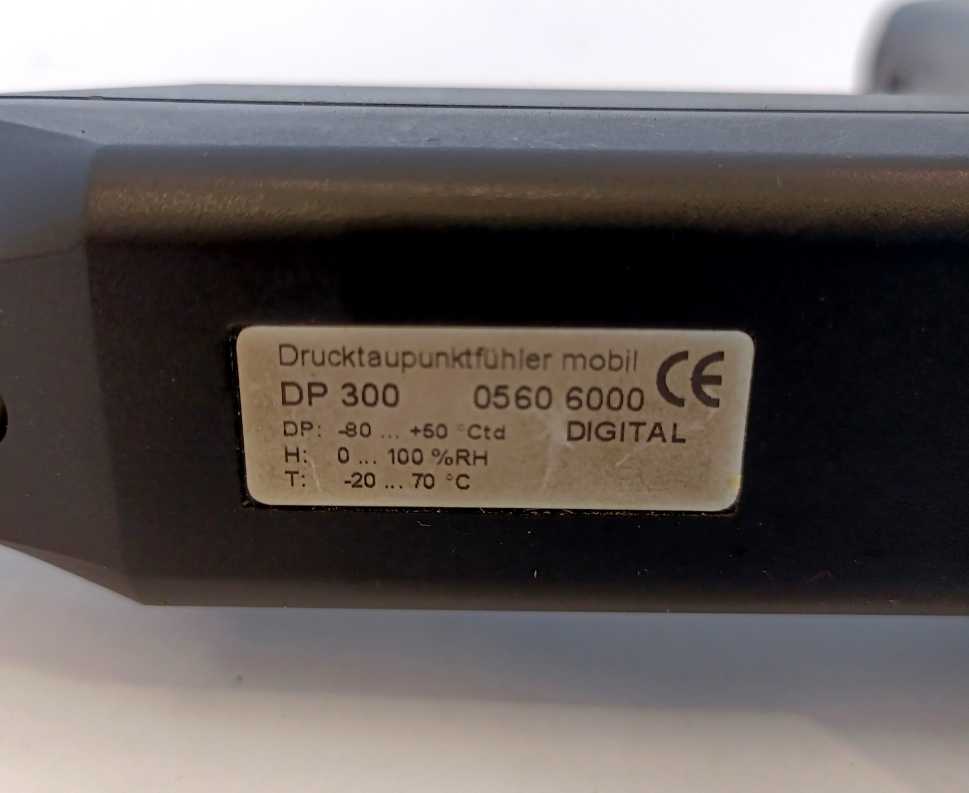 Drucktaupunktfühler mobil CE
DP 300 0560 6000
DP: -80 ... +50 °Ctd DIGITAL
H: 0 ... 100 %RH
T: -20 ... 70 °C